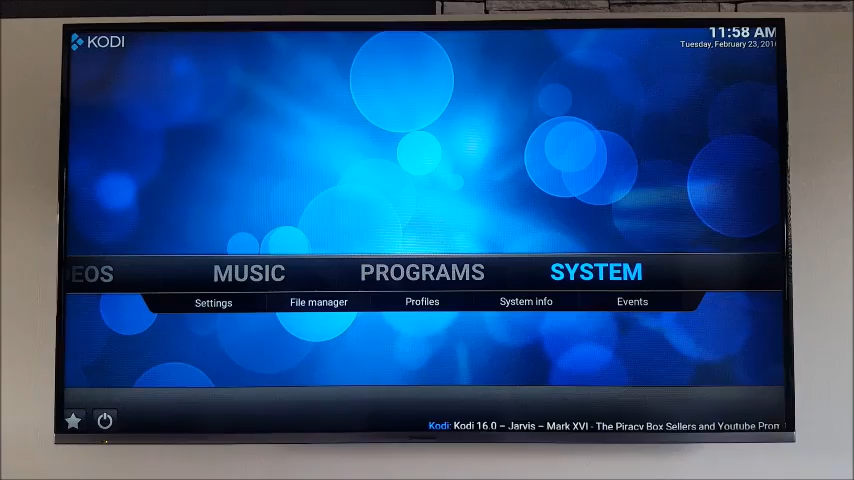 KODI
11:58 AM
Tuesday, February 23, 201
EOS MUSIC PROGRAMS SYSTEM
Settings File manager Profiles System info Events
Kodi: Kodi 16.0 – Jarvis – Mark XVI - The Piracy Box Sellers and Youtube Prom